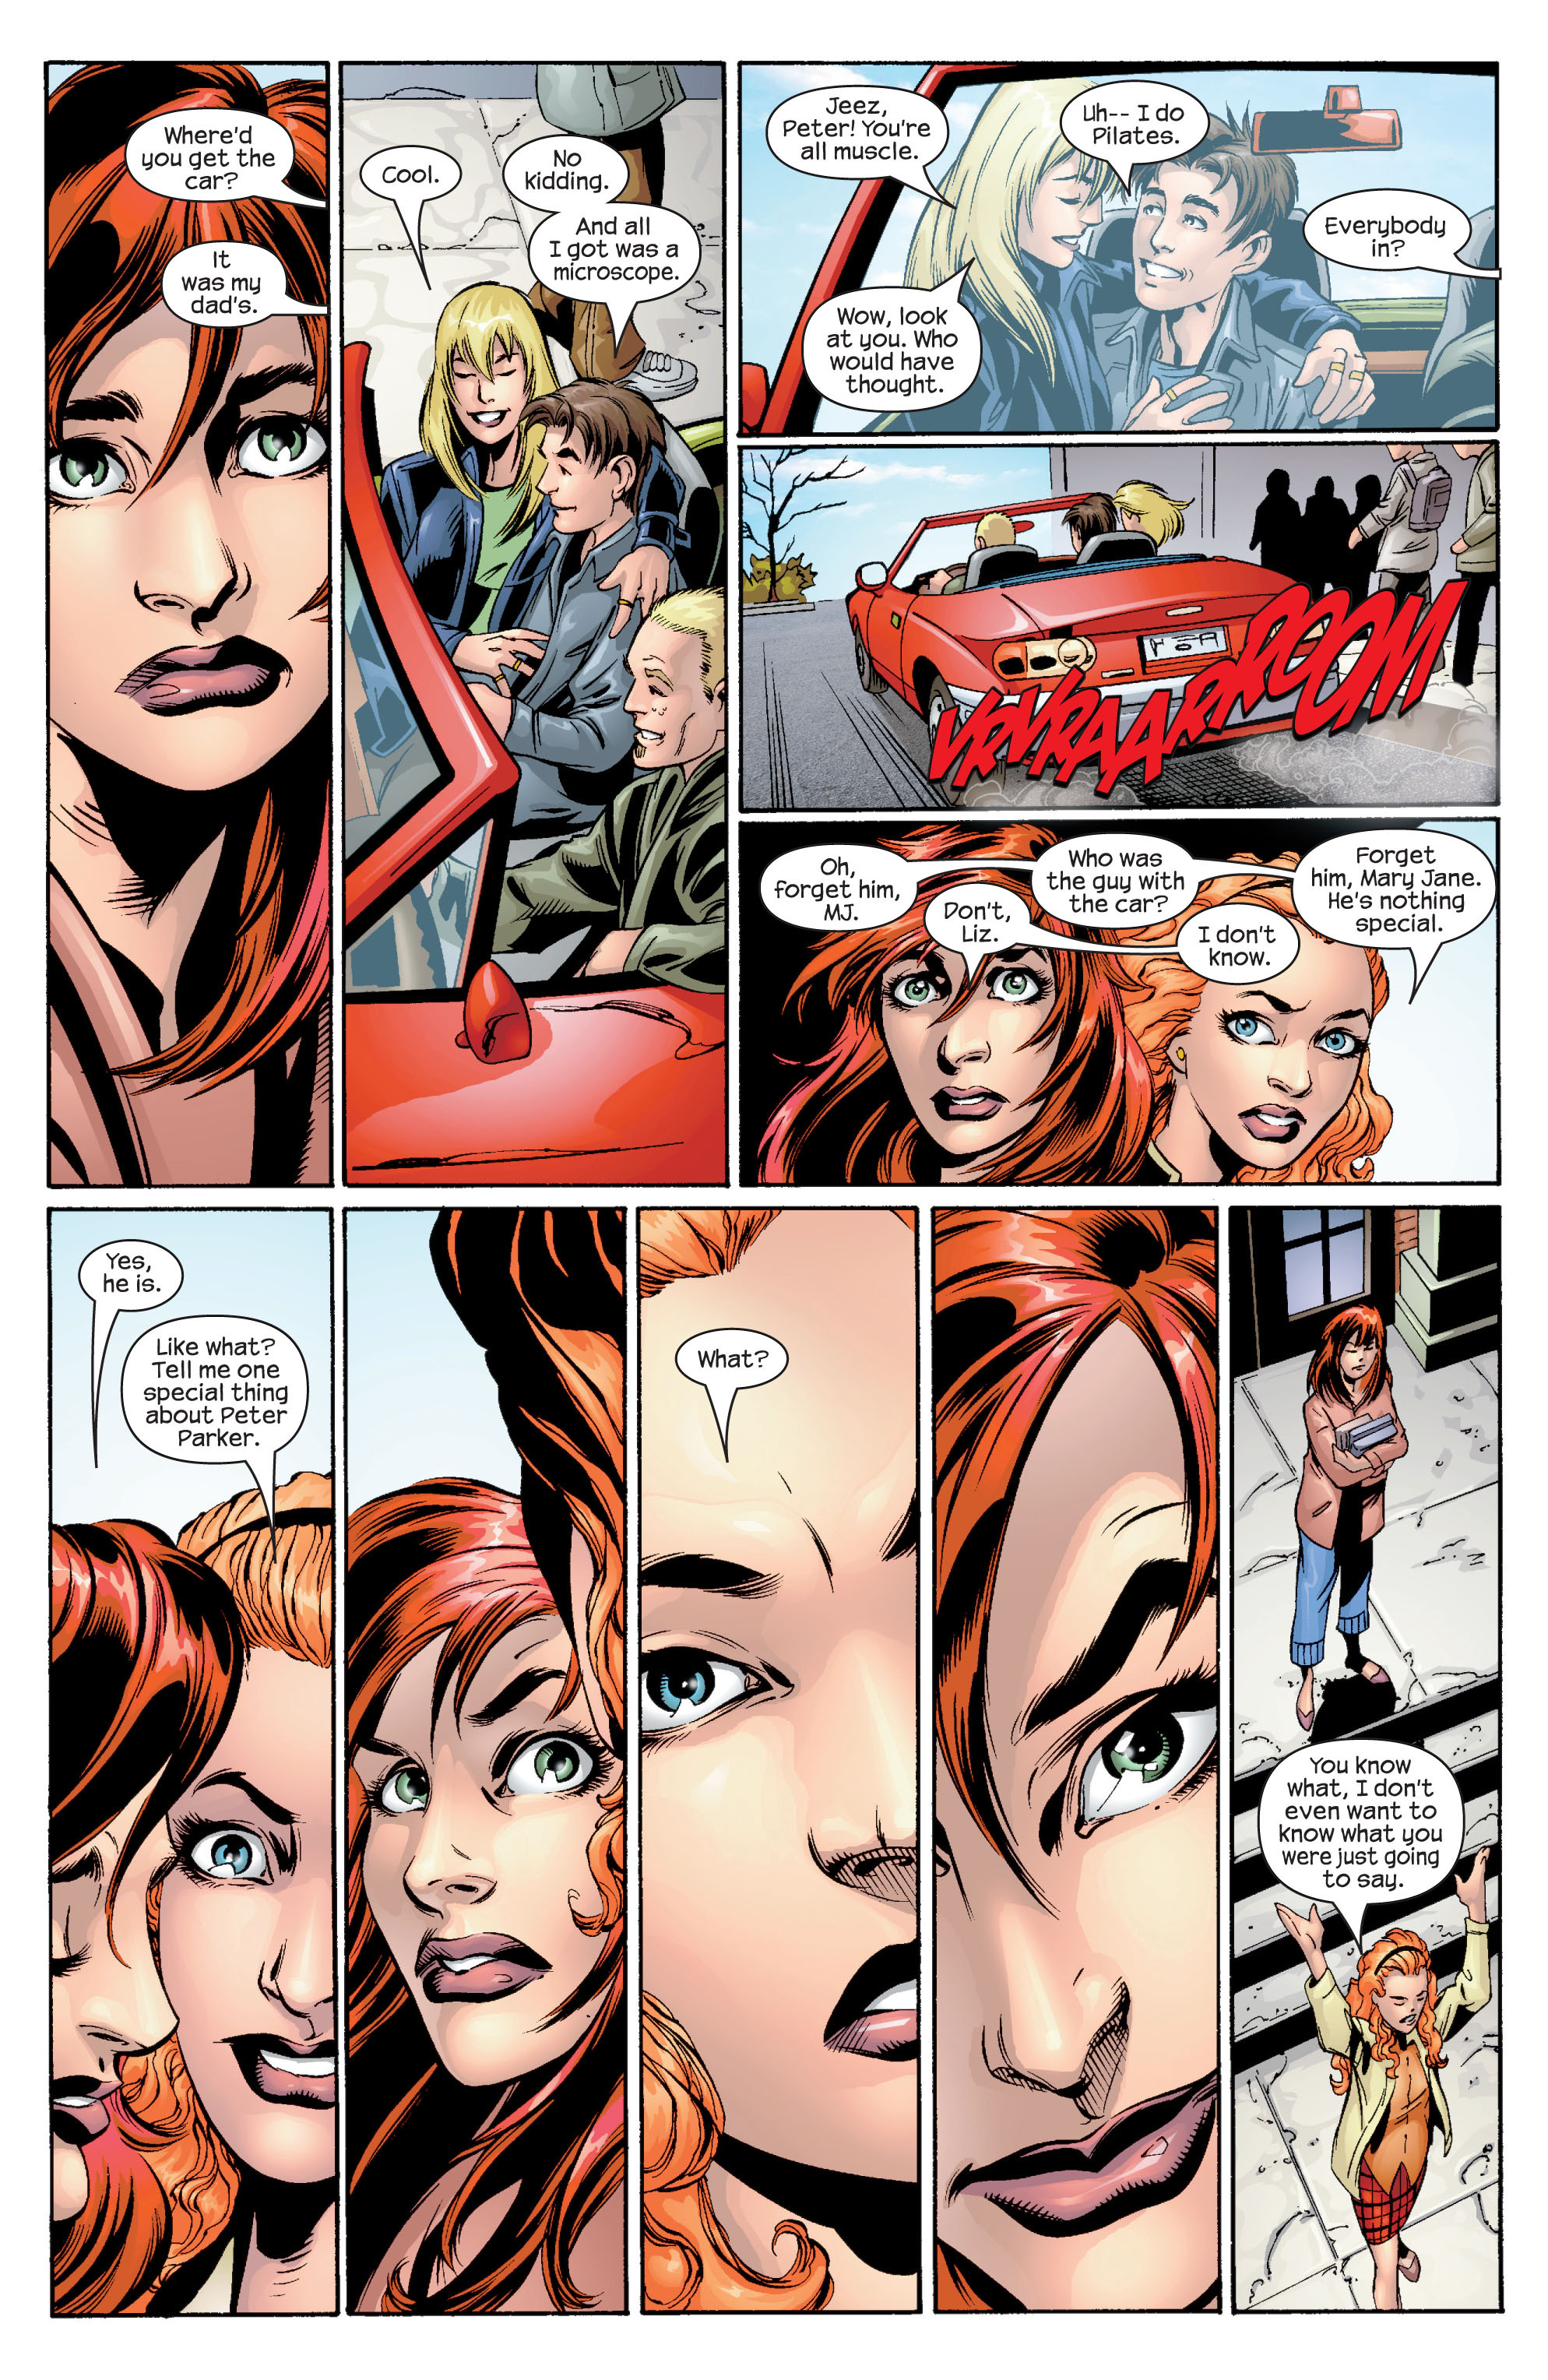 Where'd
you get the
car?
It
was my
dad's.
Cool.
No
kidding.
And all
I got was a
microscope.
Jeez,
Peter! You're
all muscle.
Uh-- I do
Pilates.
Wow, look
at you. Who
would have
thought.
Everybody
in?
VRVRAARRROOOM
Oh,
forget him,
MJ.
Don't,
Liz.
Who was
the guy with
the car?
I don't
know.
Forget
him, Mary Jane.
He's nothing
special.
Yes,
he is.
Like what?
Tell me one
special thing
about Peter
Parker.
What?
You know
what, I don't
even want to
know what you
were just going
to say.